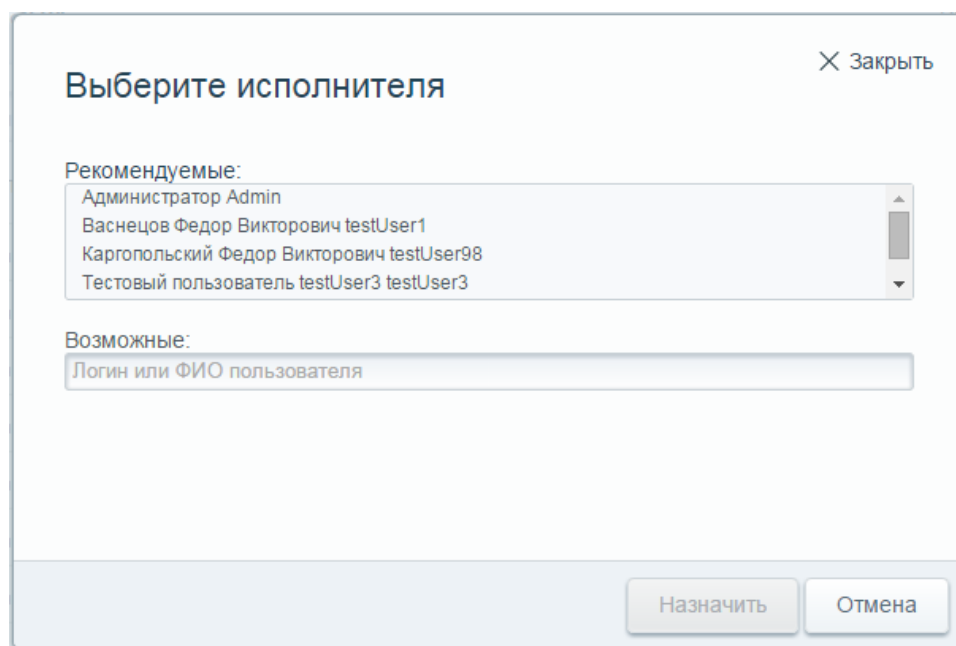 Закрыть
Выберите исполнителя
Рекомендуемые:
Администратор Admin
Васнецов Федор Викторович testUser1
Каргопольский Федор Викторович testUser98
Тестовый пользователь testUser3 testUser3
Возможные:
Логин или ФИО пользователя
Назначить
Отмена